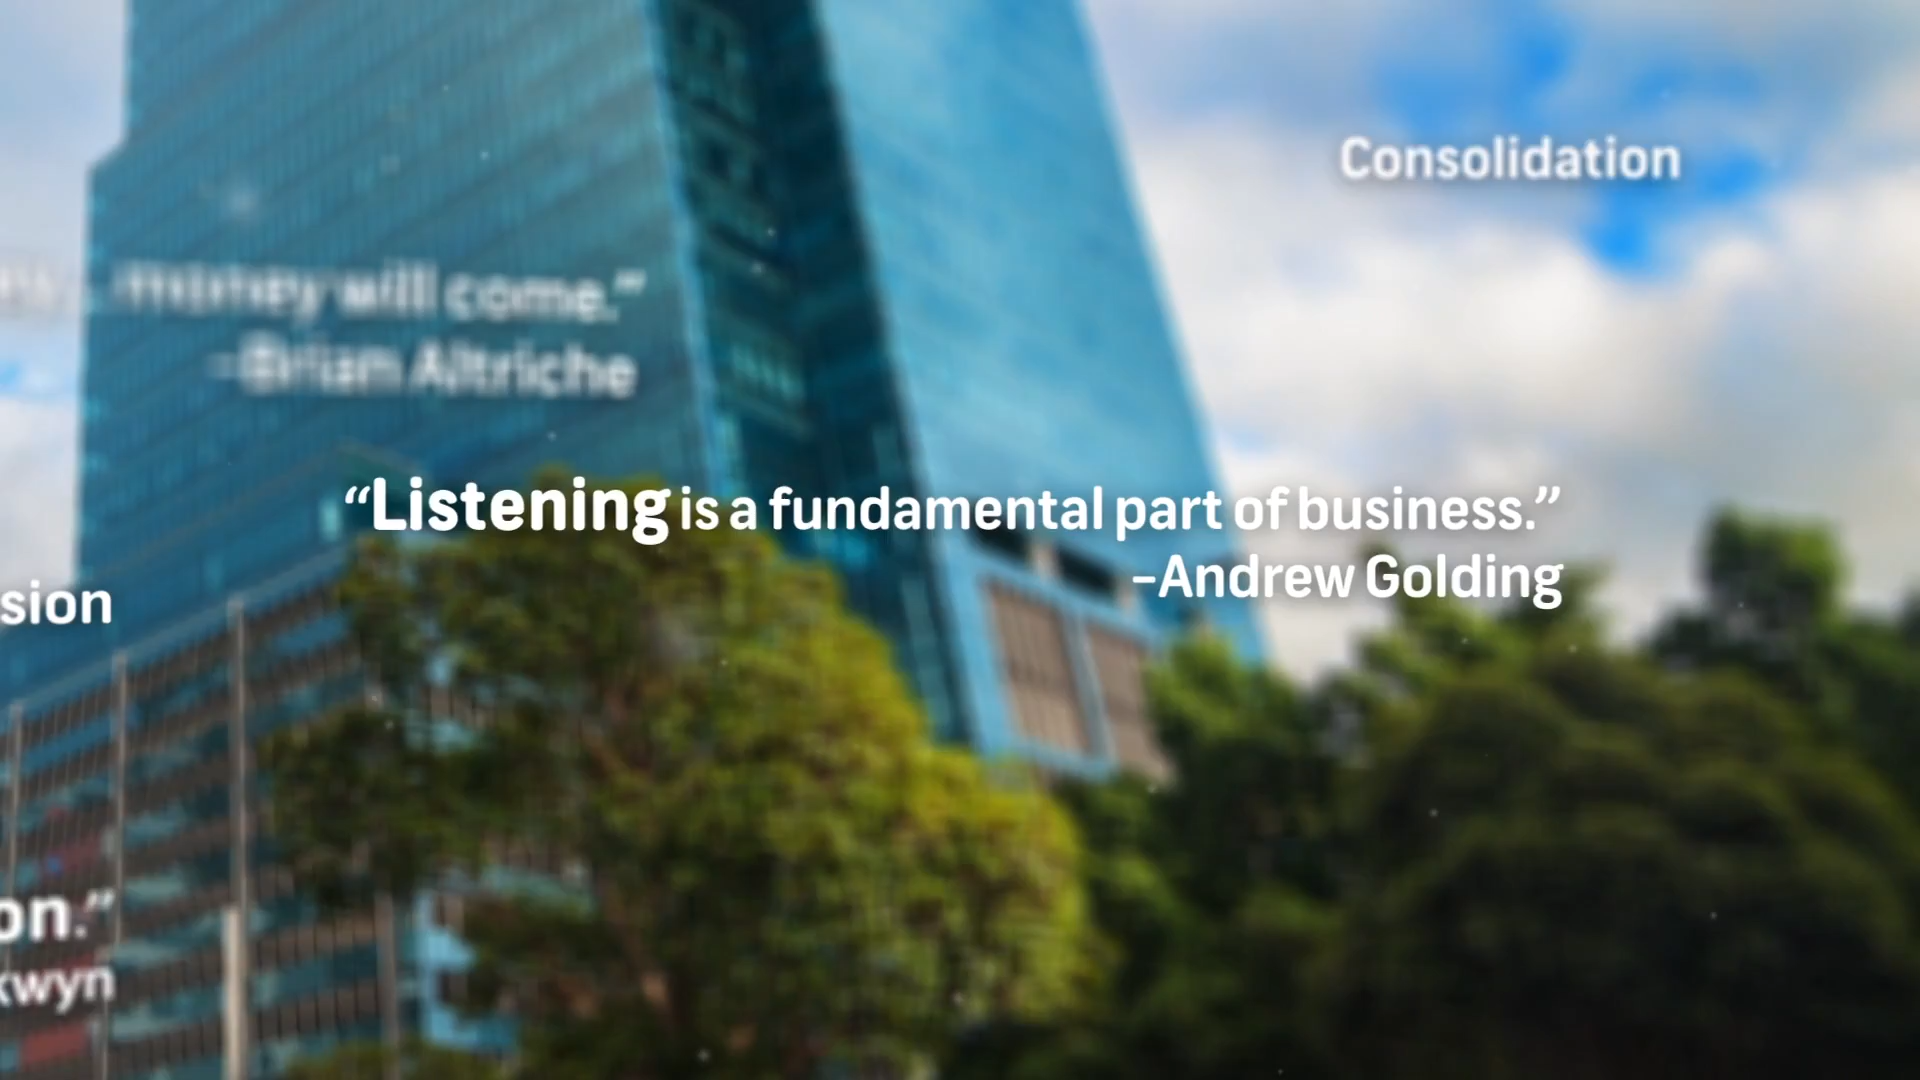 Consolidation
money will come.”
-Brian Altriche
“Listening is a fundamental part of business.”
-Andrew Golding
sion
on.”
kwyn